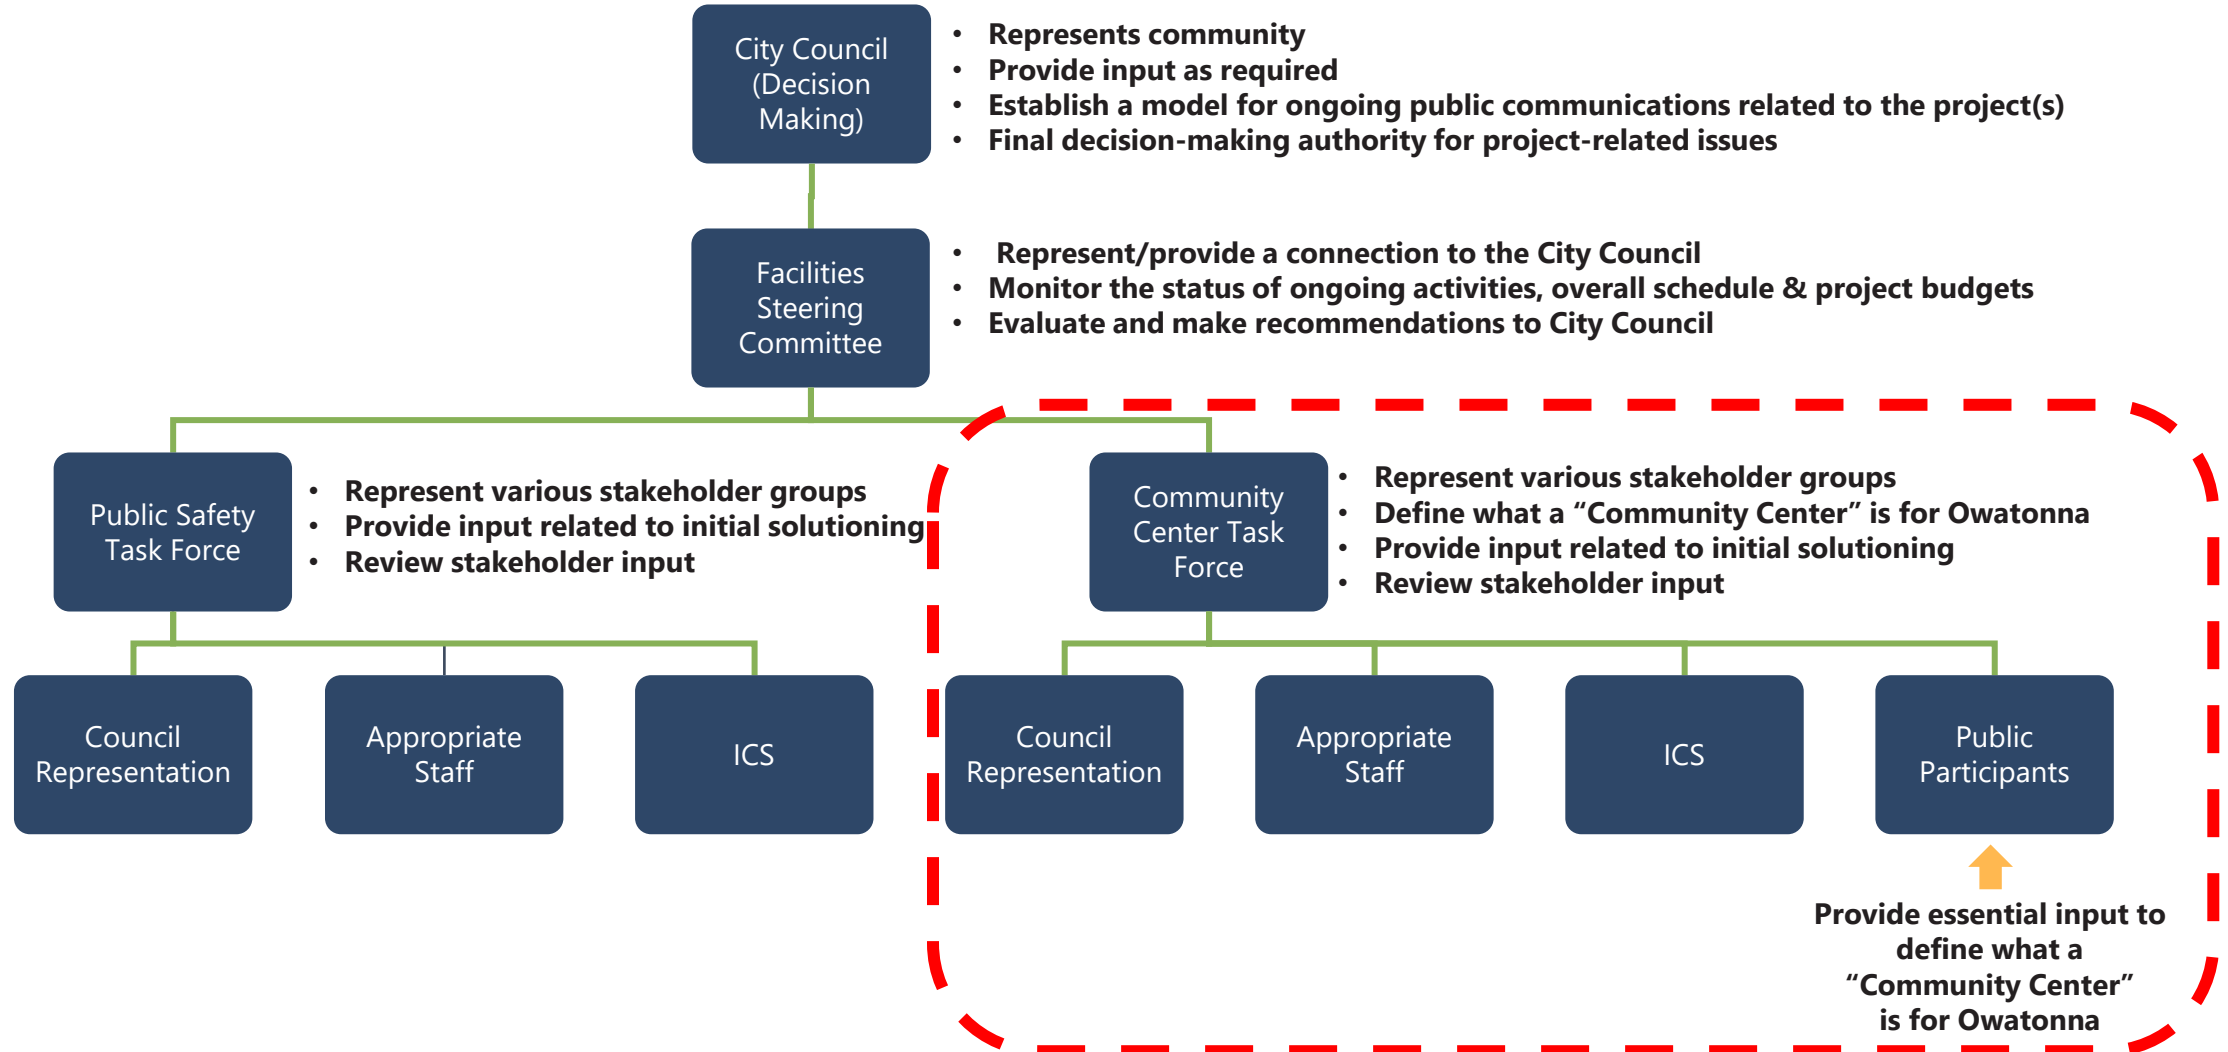 City Council
(Decision
Making)
• Represents community
• Provide input as required
• Establish a model for ongoing public communications related to the project(s)
• Final decision-making authority for project-related issues
Facilities
Steering
Committee
• Represent/provide a connection to the City Council
• Monitor the status of ongoing activities, overall schedule & project budgets
• Evaluate and make recommendations to City Council
Public Safety
Task Force
• Represent various stakeholder groups
• Provide input related to initial solutioning
• Review stakeholder input
Community
Center Task
Force
• Represent various stakeholder groups
• Define what a “Community Center” is for Owatonna
• Provide input related to initial solutioning
• Review stakeholder input
Council
Representation
Appropriate
Staff
ICS
Council
Representation
Appropriate
Staff
ICS
Public
Participants
Provide essential input to
define what a
“Community Center”
is for Owatonna